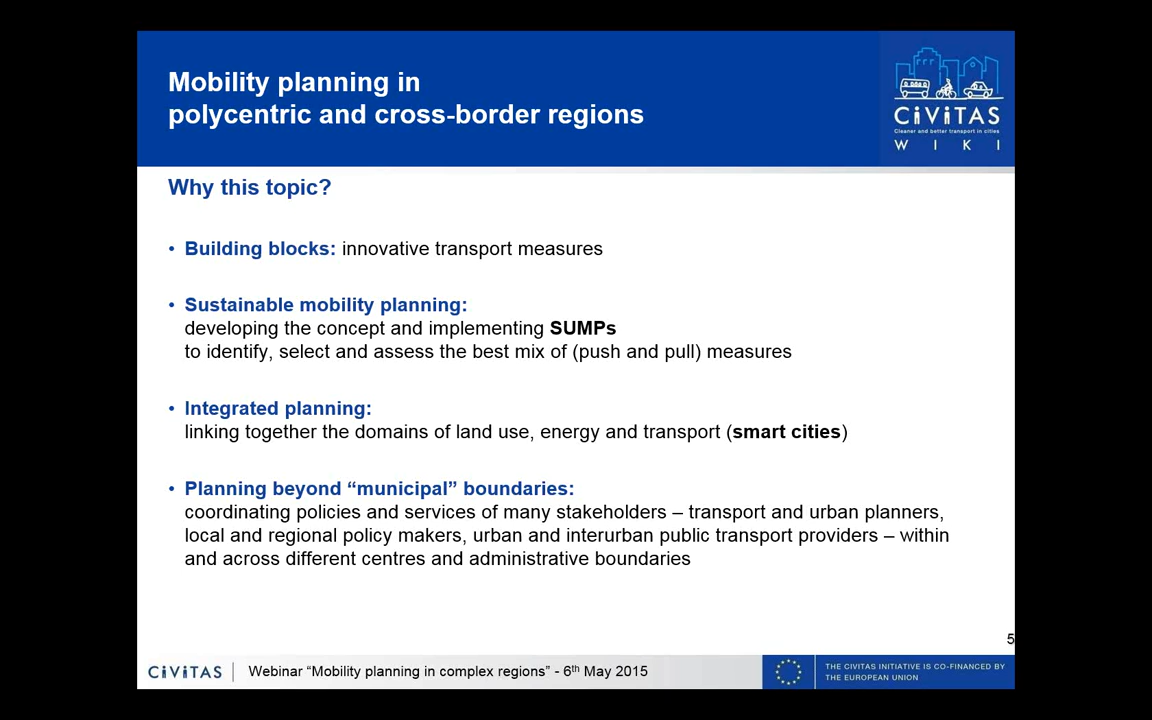 Mobility planning in
polycentric and cross-border regions
CiViTAS
Cleaner and better transport in cities
W I K I
Why this topic?
• Building blocks: innovative transport measures
• Sustainable mobility planning:
developing the concept and implementing SUMPs
to identify, select and assess the best mix of (push and pull) measures
• Integrated planning:
linking together the domains of land use, energy and transport (smart cities)
• Planning beyond “municipal” boundaries:
coordinating policies and services of many stakeholders – transport and urban planners,
local and regional policy makers, urban and interurban public transport providers – within
and across different centres and administrative boundaries
5
CiViTAS
Webinar “Mobility planning in complex regions” - 6th May 2015
THE CIVITAS INITIATIVE IS CO-FINANCED BY
THE EUROPEAN UNION